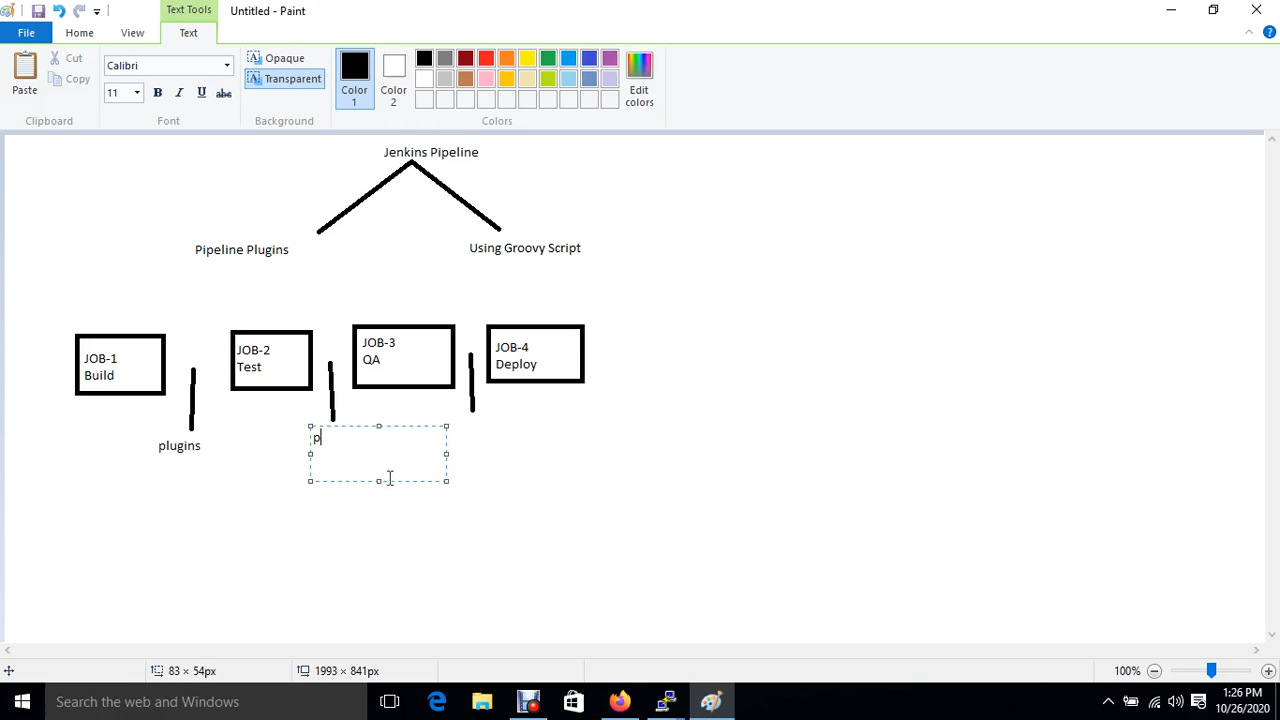 Text Tools
Untitled - Paint
File
Home
View
Text
Paste
Cut
Copy
Clipboard
Calibri
11
B I U abc
Font
Opaque
Transparent
Background
Color 1
Color 2
Edit colors
Colors
Jenkins Pipeline
Pipeline Plugins
Using Groovy Script
JOB-1
Build
JOB-2
Test
JOB-3
QA
JOB-4
Deploy
plugins
p
83 × 54px
1993 × 841px
100%
Search the web and Windows
1:26 PM
10/26/2020